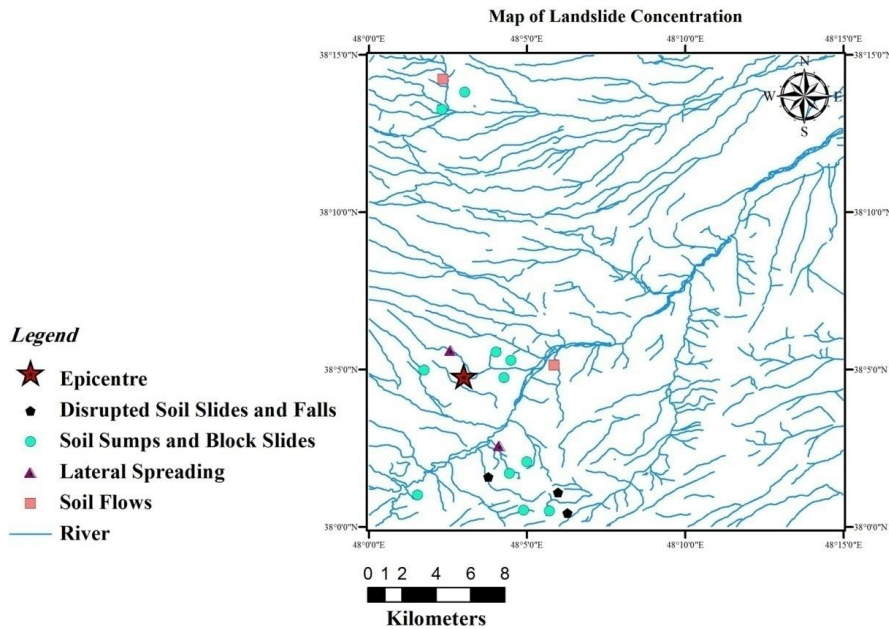 Map of Landslide Concentration
48°0'0"E 48°5'0"E 48°10'0"E 48°15'0"E
38°15'0"N 38°15'0"N
N
W E
S
38°10'0"N 38°10'0"N
Legend
38°5'0"N 38°5'0"N
Epicentre
Disrupted Soil Slides and Falls
Soil Sumps and Block Slides
Lateral Spreading
Soil Flows
River
38°0'0"N 38°0'0"N
48°0'0"E 48°5'0"E 48°10'0"E 48°15'0"E
0 1 2 4 6 8
Kilometers